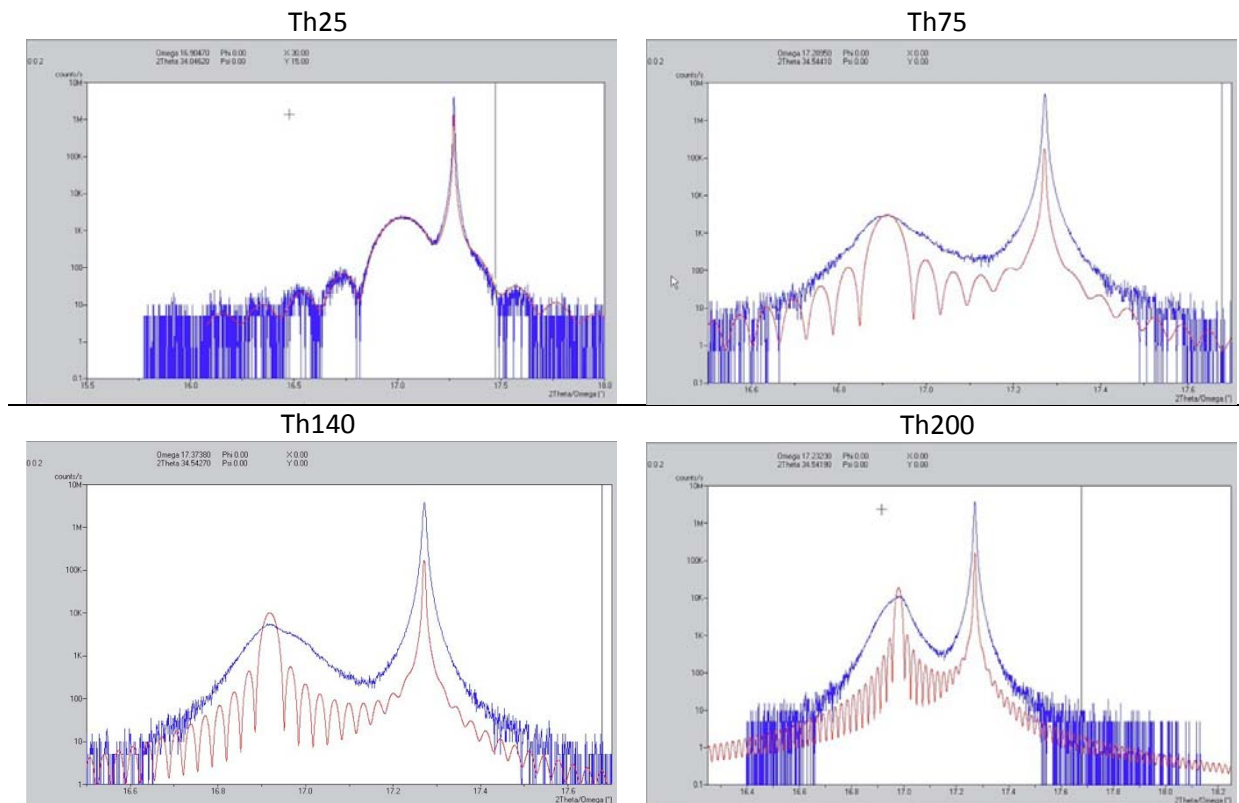 Th25
Omega 16.90470 Phi 0.00 X 30.00
0 0 2 2Theta 34.04620 Psi 0.00 Y 15.00
counts/s
10M
1M
100K
10K
1K
100
10
1
0.1
15.5 16.0 16.5 17.0 17.5 18.0
2Theta/Omega (°)
Th75
Omega 17.28950 Phi 0.00 X 0.00
0 0 2 2Theta 34.54410 Psi 0.00 Y 0.00
counts/s
10M
1M
100K
10K
1K
100
10
1
0.1
16.6 16.8 17.0 17.2 17.4 17.6
2Theta/Omega (°)
Th140
Omega 17.37380 Phi 0.00 X 0.00
0 0 2 2Theta 34.54270 Psi 0.00 Y 0.00
counts/s
10M
1M
100K
10K
1K
100
10
1
16.6 16.8 17.0 17.2 17.4 17.6
2Theta/Omega (°)
Th200
Omega 17.23230 Phi 0.00 X 0.00
0 0 2 2Theta 34.54190 Psi 0.00 Y 0.00
counts/s
10M
1M
100K
10K
1K
100
10
1
0.1
16.4 16.6 16.8 17.0 17.2 17.4 17.6 17.8 18.0 18.2
2Theta/Omega (°)